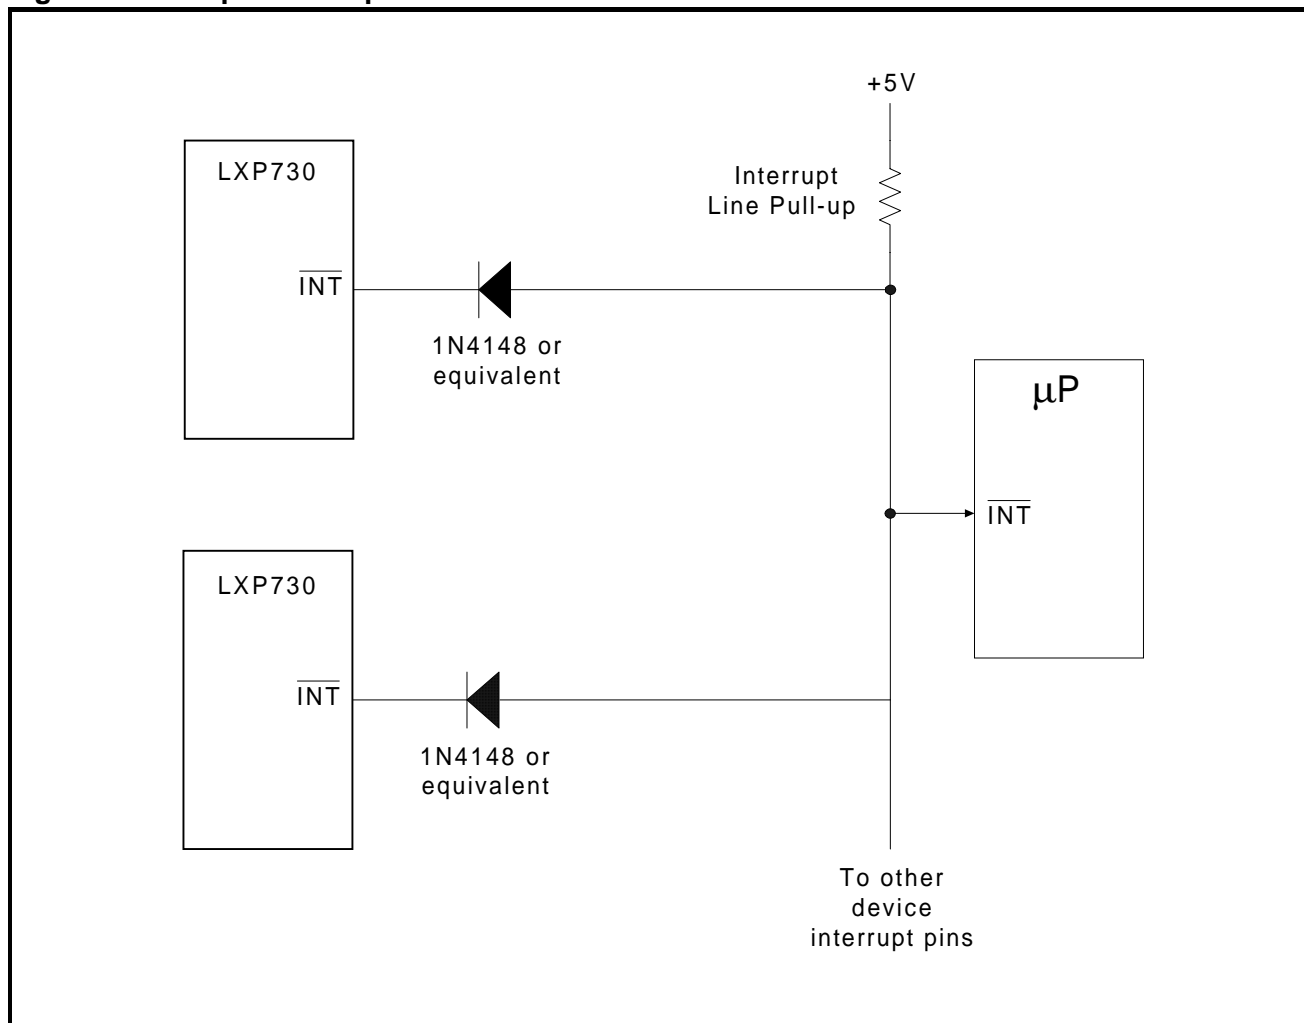 +5V
LXP730
Interrupt
Line Pull-up
INT
1N4148 or
equivalent
μP
INT
LXP730
INT
1N4148 or
equivalent
To other
device
interrupt pins